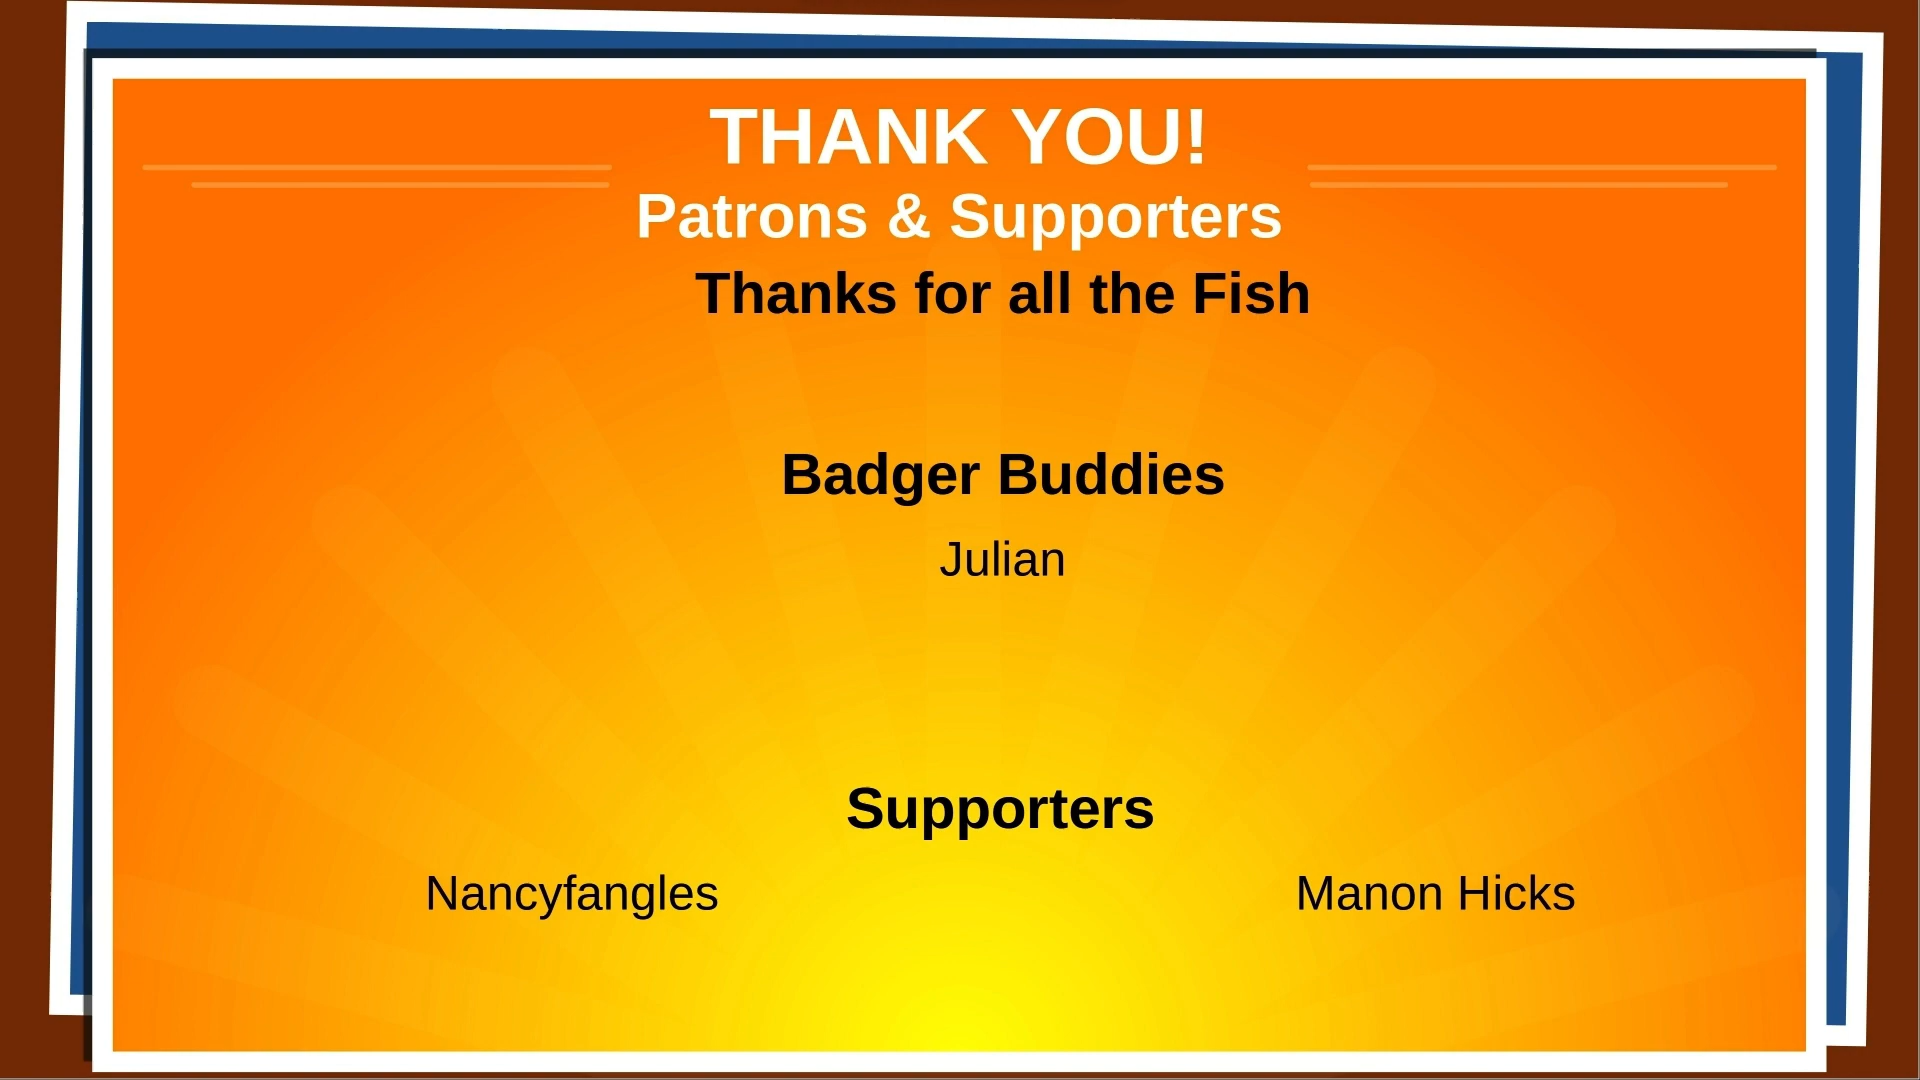 THANK YOU!
Patrons & Supporters
Thanks for all the Fish
Badger Buddies
Julian
Supporters
Nancyfangles
Manon Hicks